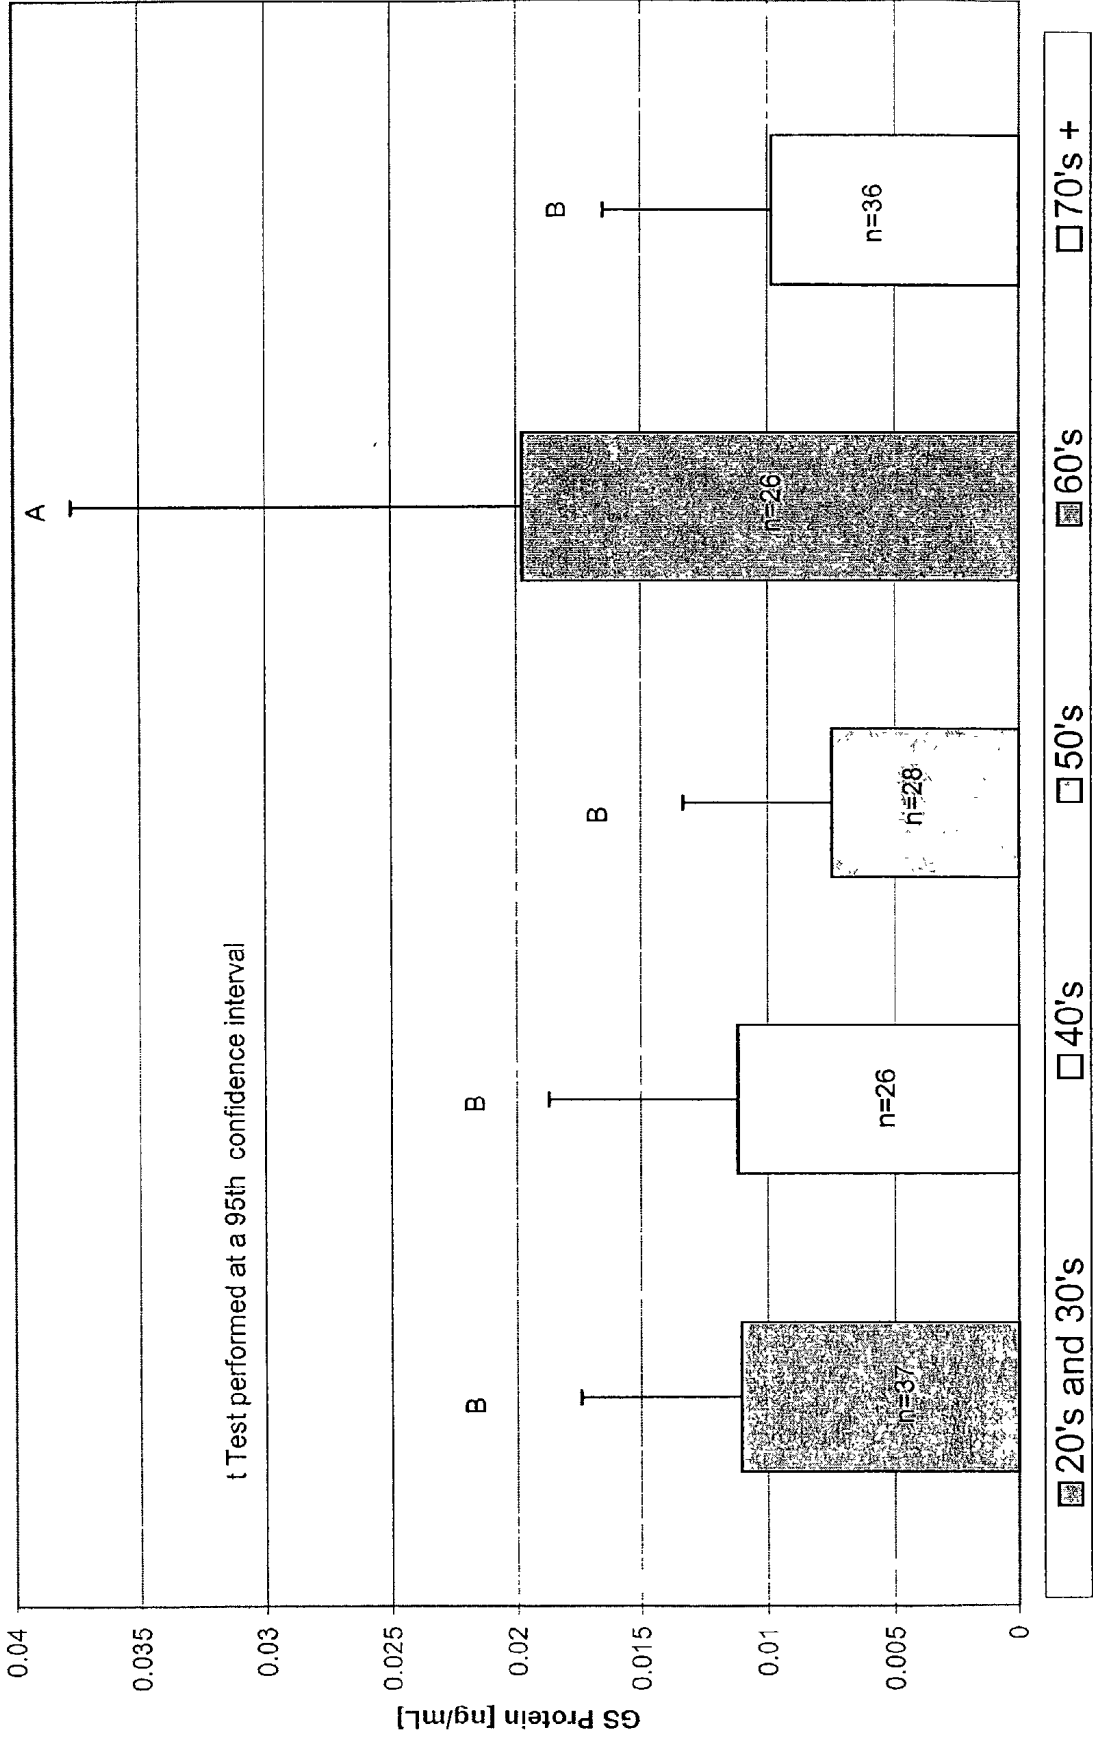 GS Protein [ng/mL]
0.04
0.035
0.03
0.025
0.02
0.015
0.01
0.005
0
t Test performed at a 95th confidence interval
B
B
B
A
B
n=37
n=26
n=28
n=26
n=36
20's and 30's
40's
50's
60's
70's +